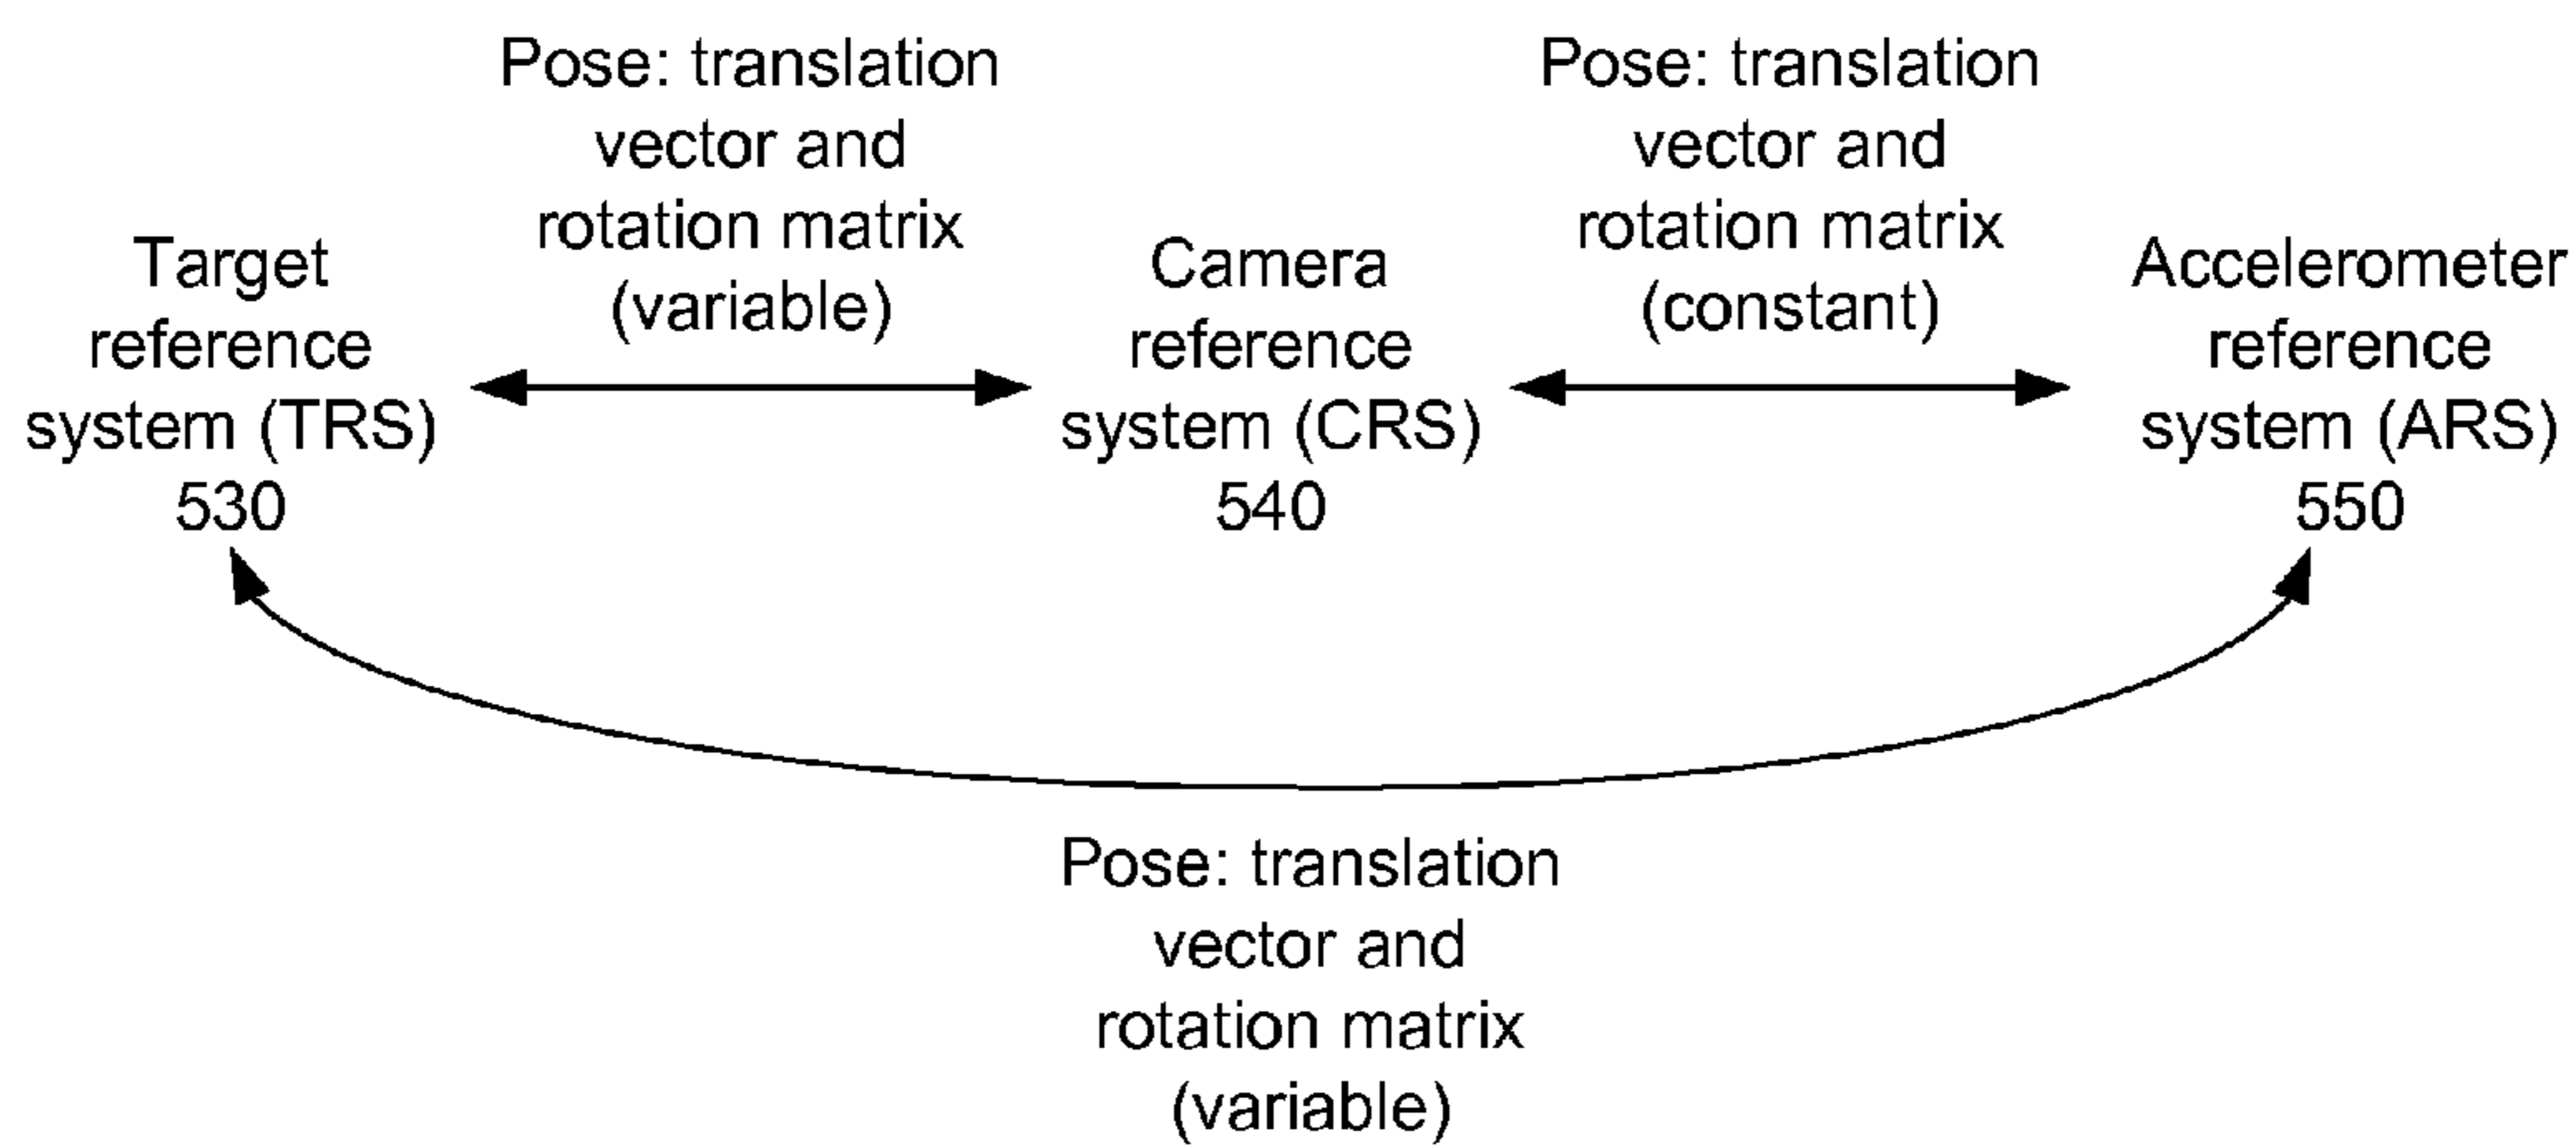 Pose: translation
vector and
rotation matrix
(variable)
Pose: translation
vector and
rotation matrix
(constant)
Target
reference
system (TRS)
530
Camera
reference
system (CRS)
540
Accelerometer
reference
system (ARS)
550
Pose: translation
vector and
rotation matrix
(variable)